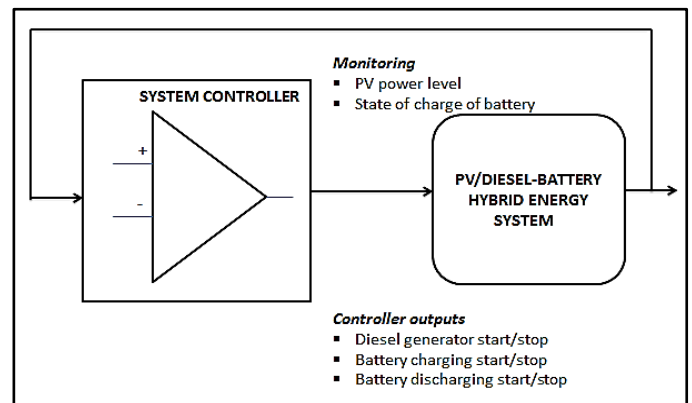 Monitoring
▪ PV power level
▪ State of charge of battery
SYSTEM CONTROLLER
+
-
PV/DIESEL-BATTERY
HYBRID ENERGY
SYSTEM
Controller outputs
▪ Diesel generator start/stop
▪ Battery charging start/stop
▪ Battery discharging start/stop